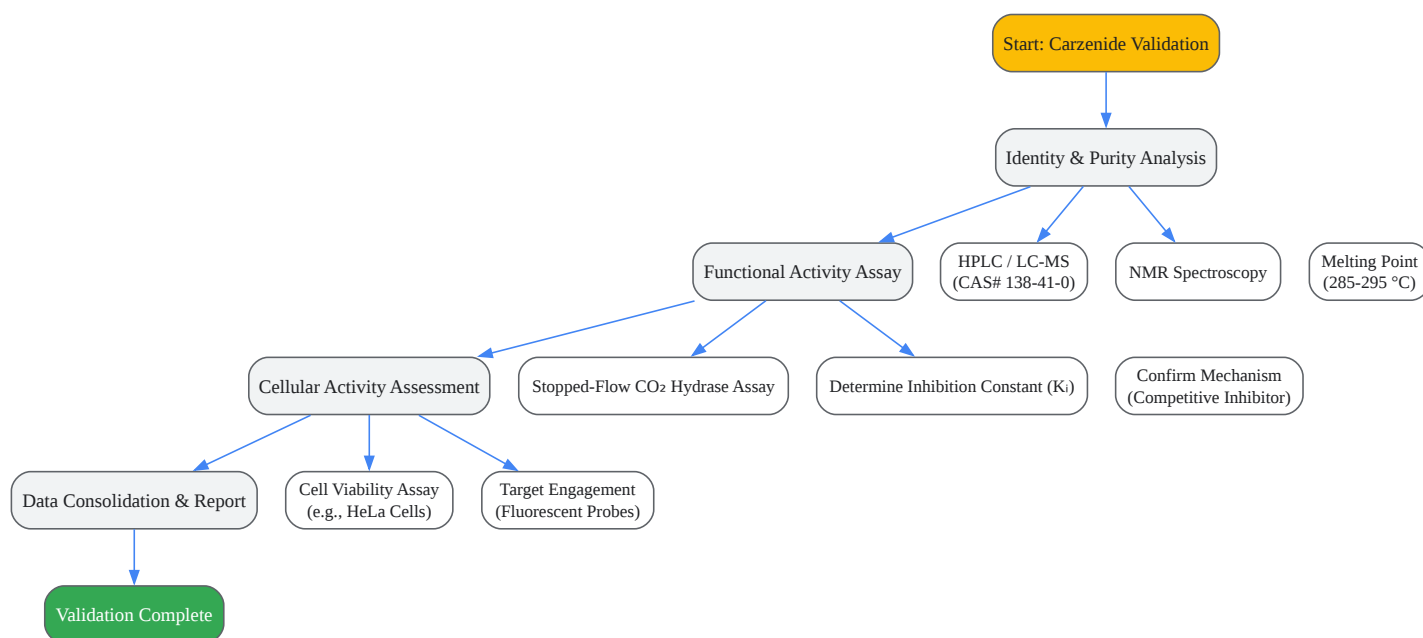 Start: Carzenide Validation
Identity & Purity Analysis
Functional Activity Assay
HPLC / LC-MS
(CAS# 138-41-0)
NMR Spectroscopy
Melting Point
(285-295 °C)
Cellular Activity Assessment
Stopped-Flow CO₂ Hydrase Assay
Determine Inhibition Constant (Kᵢ)
Confirm Mechanism
(Competitive Inhibitor)
Data Consolidation & Report
Cell Viability Assay
(e.g., HeLa Cells)
Target Engagement
(Fluorescent Probes)
Validation Complete